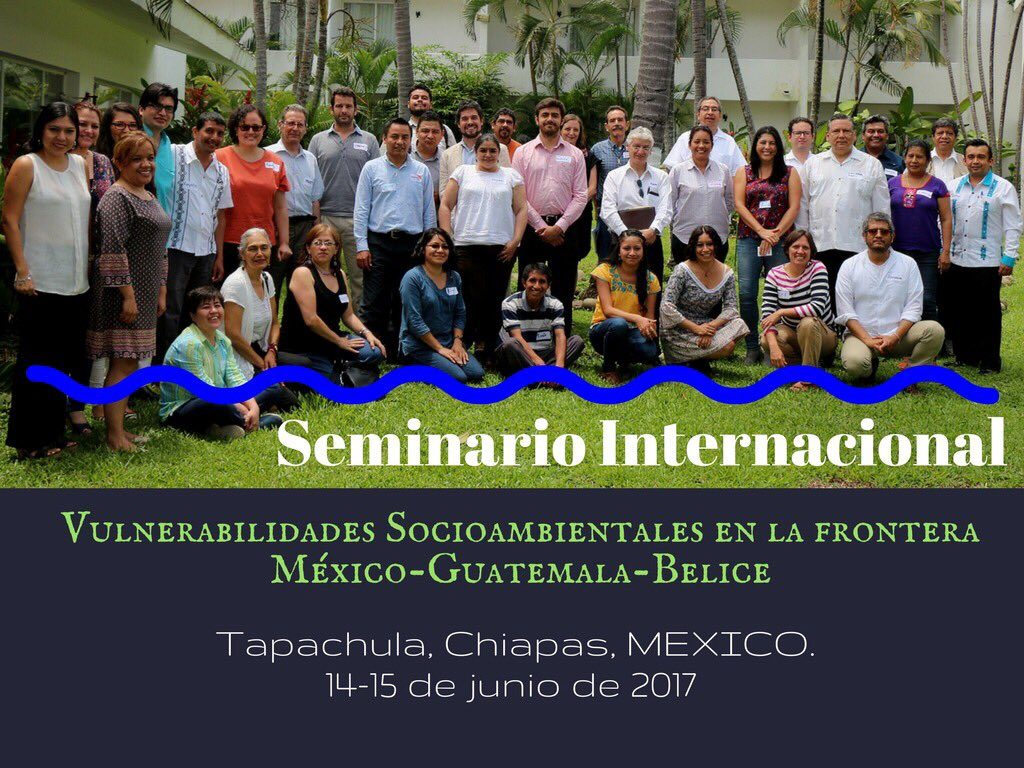 Seminario Internacional
Vulnerabilidades Socioambientales en la frontera
México-Guatemala-Belice
Tapachula, Chiapas, MEXICO.
14-15 de junio de 2017